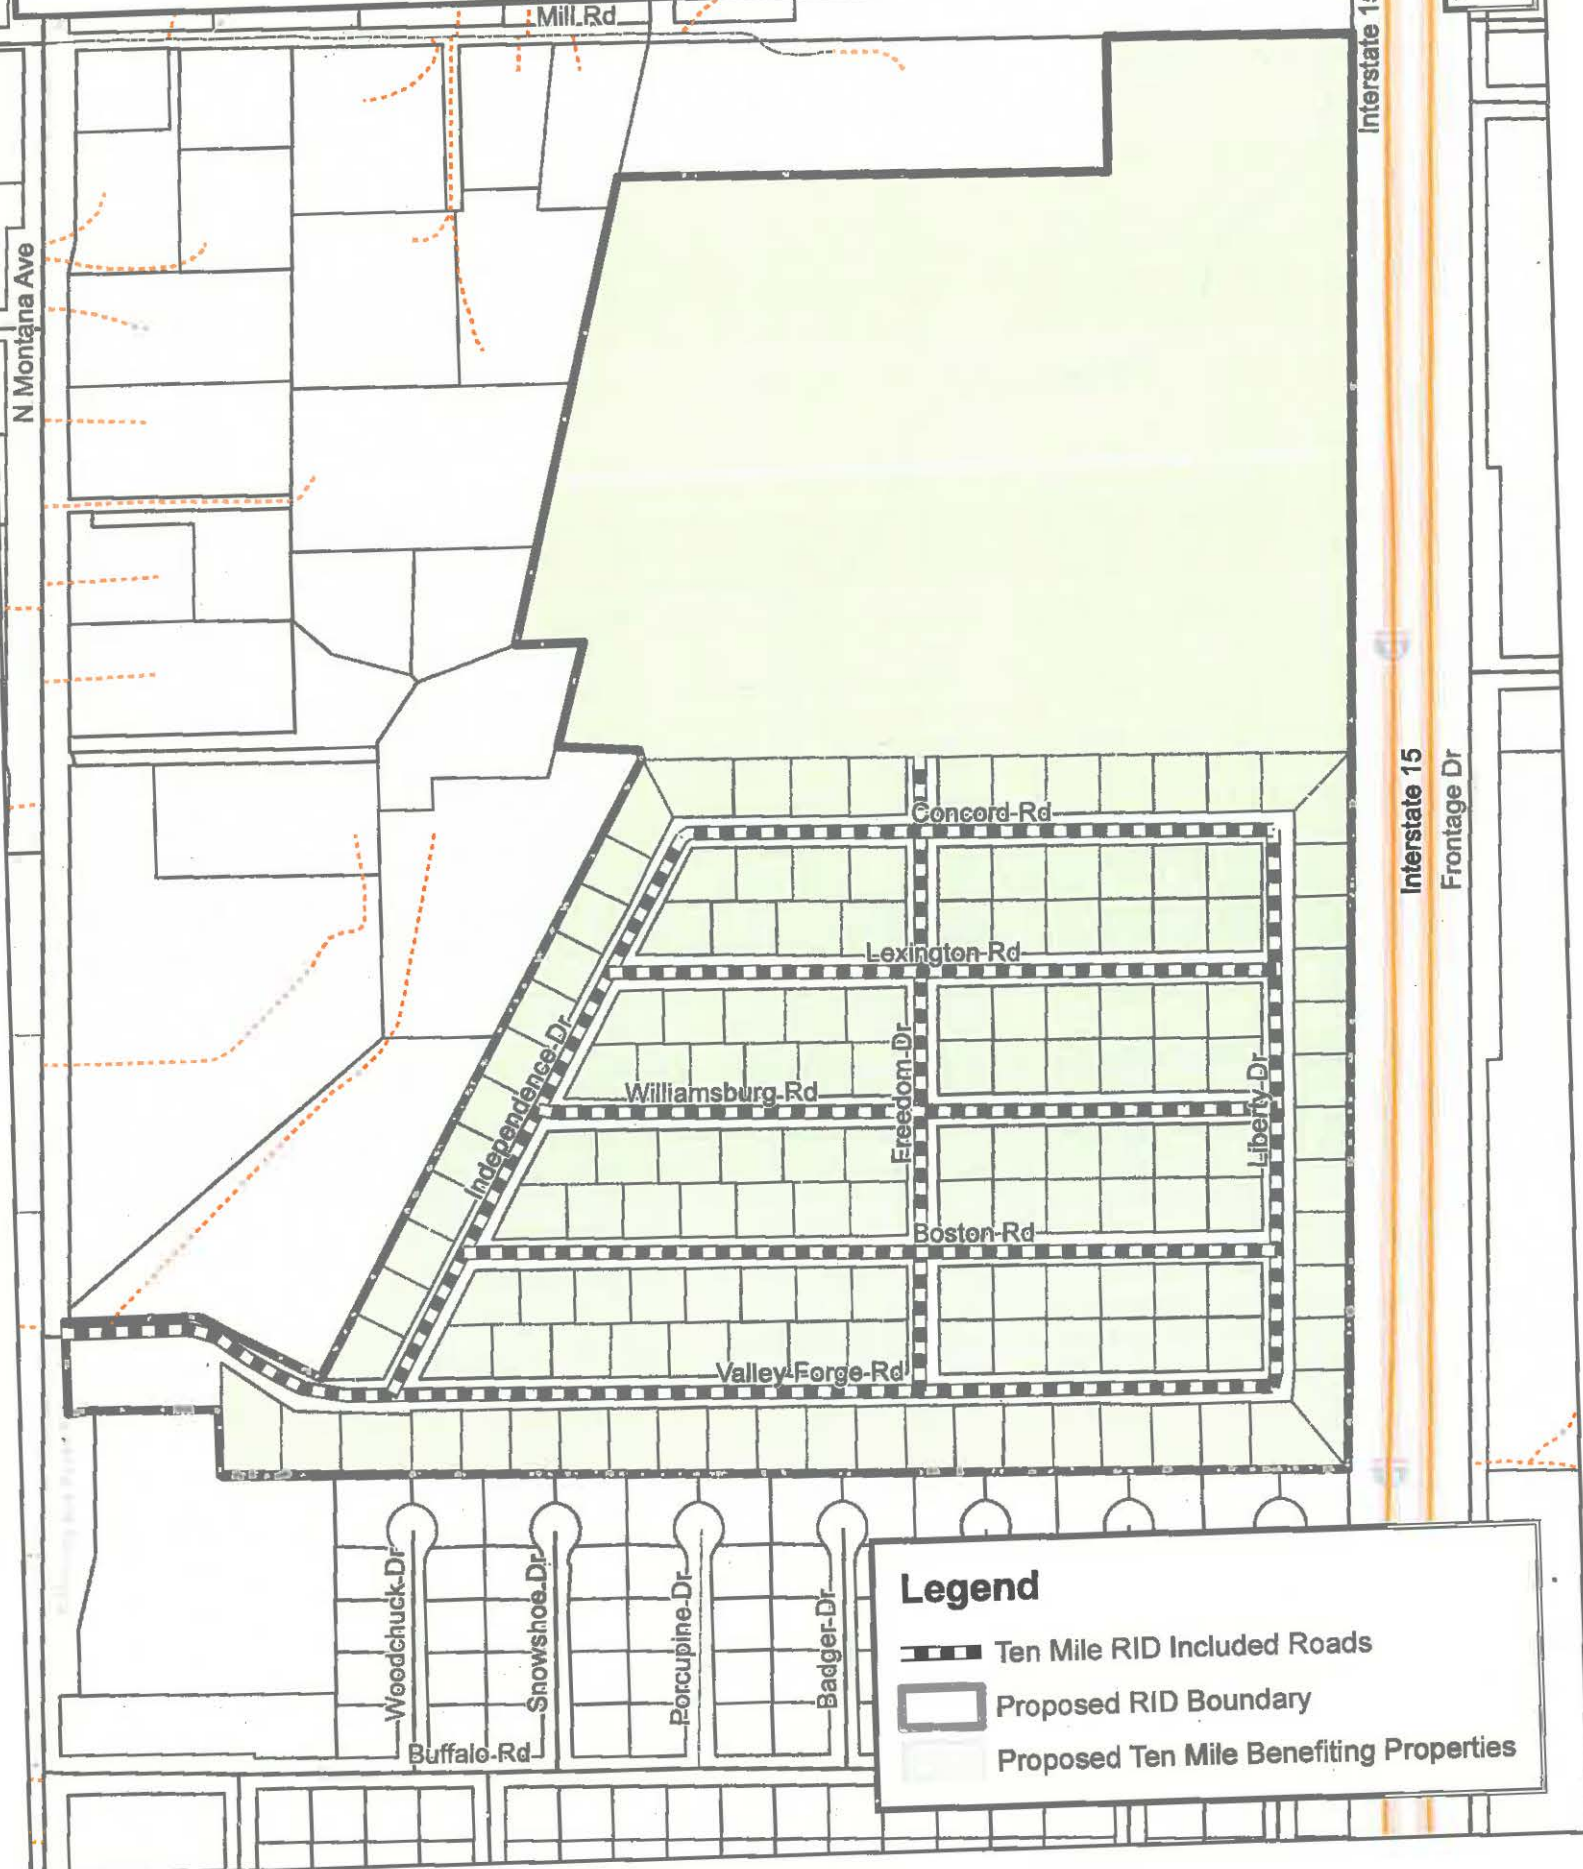 Mill Rd
Interstate 15
N Montana Ave
Interstate 15
Frontage Dr
Concord Rd
Lexington Rd
Independence Dr
Williamsburg Rd
Freedom Dr
Liberty Dr
Boston Rd
Valley Forge Rd
Woodchuck Dr
Snowshoe Dr
Porcupine Dr
Badger Dr
Buffalo Rd
Legend
Ten Mile RID Included Roads
Proposed RID Boundary
Proposed Ten Mile Benefiting Properties